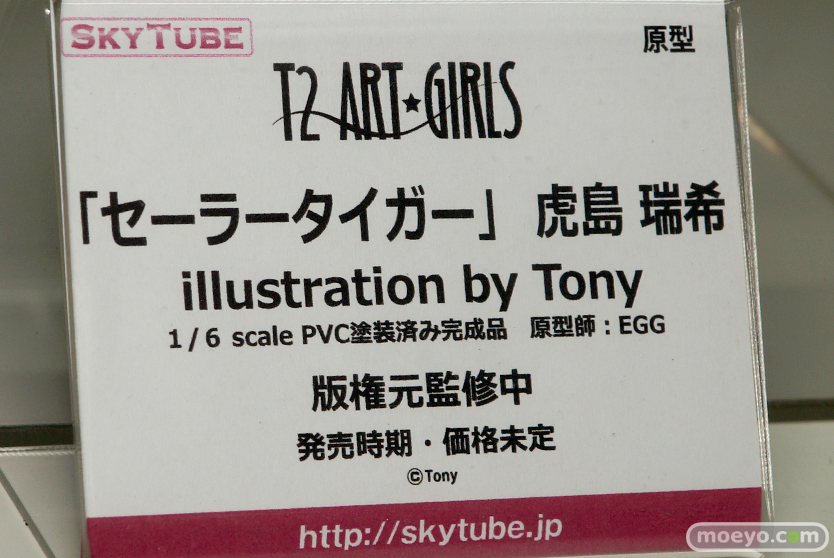 SKYTUBE
原型
T2 ART★GIRLS
「セーラータイガー」 虎島 瑞希
illustration by Tony
1/6 scale PVC塗装済み完成品 原型師:EGG
版権元監修中
発売時期・価格未定
©Tony
http://skytube.jp
moeyo.com